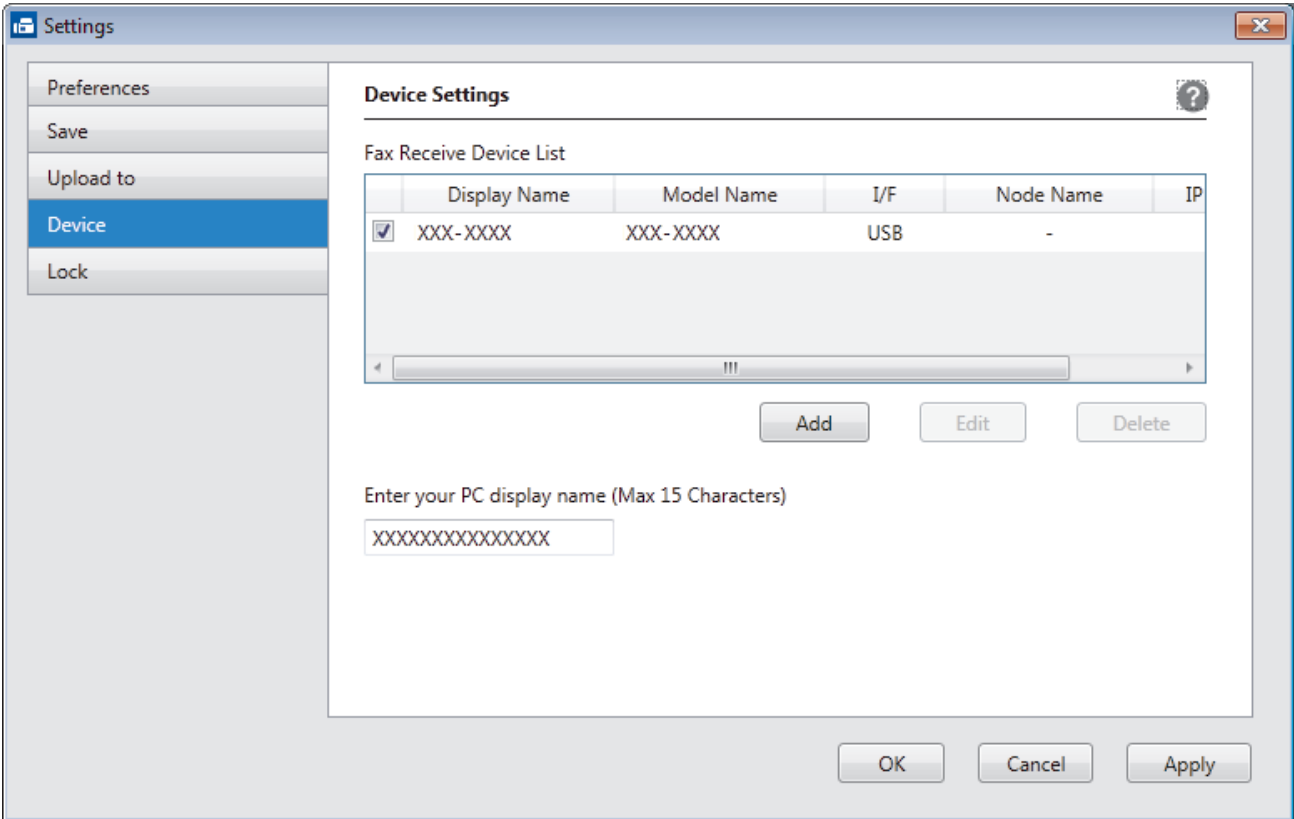 Settings
Preferences
Save
Upload to
Device
Lock
Device Settings
?
Fax Receive Device List
Display Name Model Name I/F Node Name IP
XXX-XXXX XXX-XXXX USB -
Add Edit Delete
Enter your PC display name (Max 15 Characters)
XXXXXXXXXXXXXXX
OK Cancel Apply